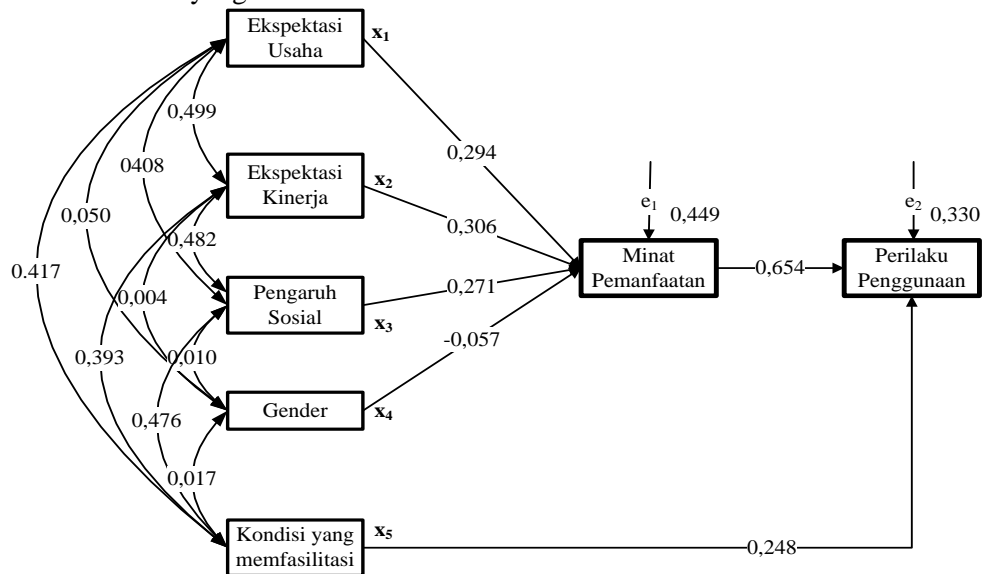 Ekspektasi
Usaha
x₁
0,499
0408
0,050
0.417
0,294
Ekspektasi
Kinerja
x₂
0,482
0,004
0,393
0,306
e₁
0,449
e₂
0,330
Minat
Pemanfaatan
0,654
Perilaku
Penggunaan
Pengaruh
Sosial
x₃
0,271
0,010
0,476
-0,057
Gender
x₄
0,017
Kondisi yang
memfasilitasi
x₅
0,248